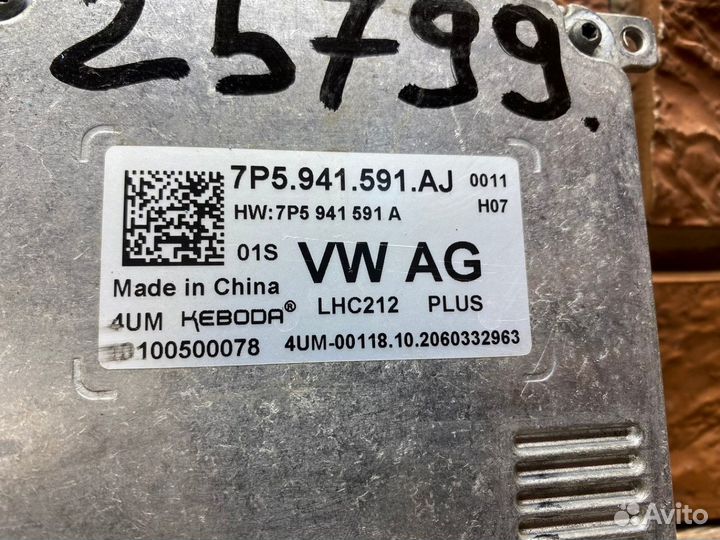 25799.
7P5.941.591.AJ 0011
HW:7P5 941 591 A H07
01S VW AG
Made in China LHC212 PLUS
4UM KEBODA®
10100500078 4UM-00118.10.2060332963
Avito